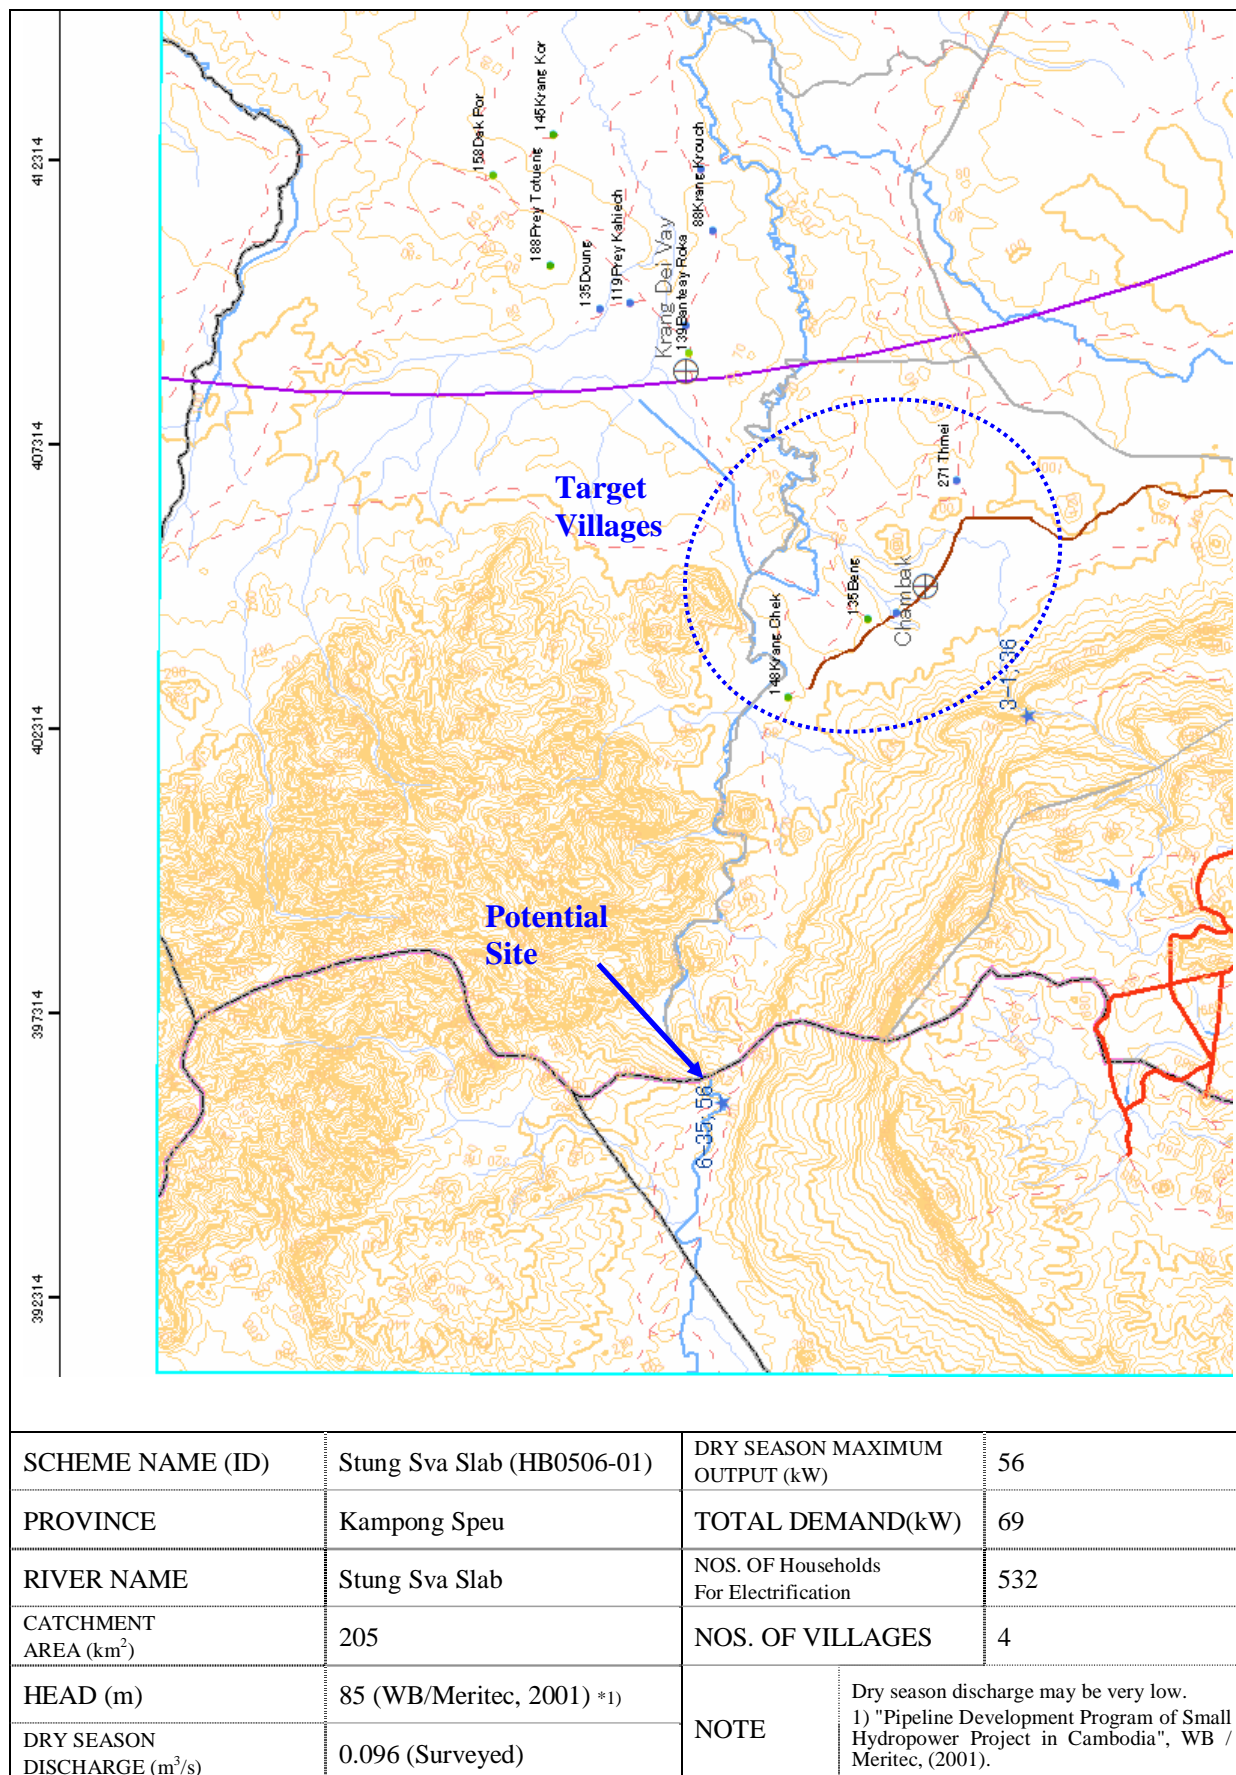 412314
407314
402314
397314
392314
158Dak Por
145Krang Kor
188Prey Totueng
135Doung
119Prey Kahiech
Krang Dei Vay
139Banteay Roka
88Krang Krouch
Target
Villages
271Thmei
135Beng
Chambak
148Krang Chek
3-1, 36
Potential
Site
6-35, 56
SCHEME NAME (ID)
Stung Sva Slab (HB0506-01)
DRY SEASON MAXIMUM
OUTPUT (kW)
56
PROVINCE
Kampong Speu
TOTAL DEMAND(kW)
69
RIVER NAME
Stung Sva Slab
NOS. OF Households
For Electrification
532
CATCHMENT
AREA (km²)
205
NOS. OF VILLAGES
4
HEAD (m)
85 (WB/Meritec, 2001) *1)
DRY SEASON
DISCHARGE (m³/s)
0.096 (Surveyed)
NOTE
Dry season discharge may be very low.
1) "Pipeline Development Program of Small
Hydropower Project in Cambodia", WB /
Meritec, (2001).